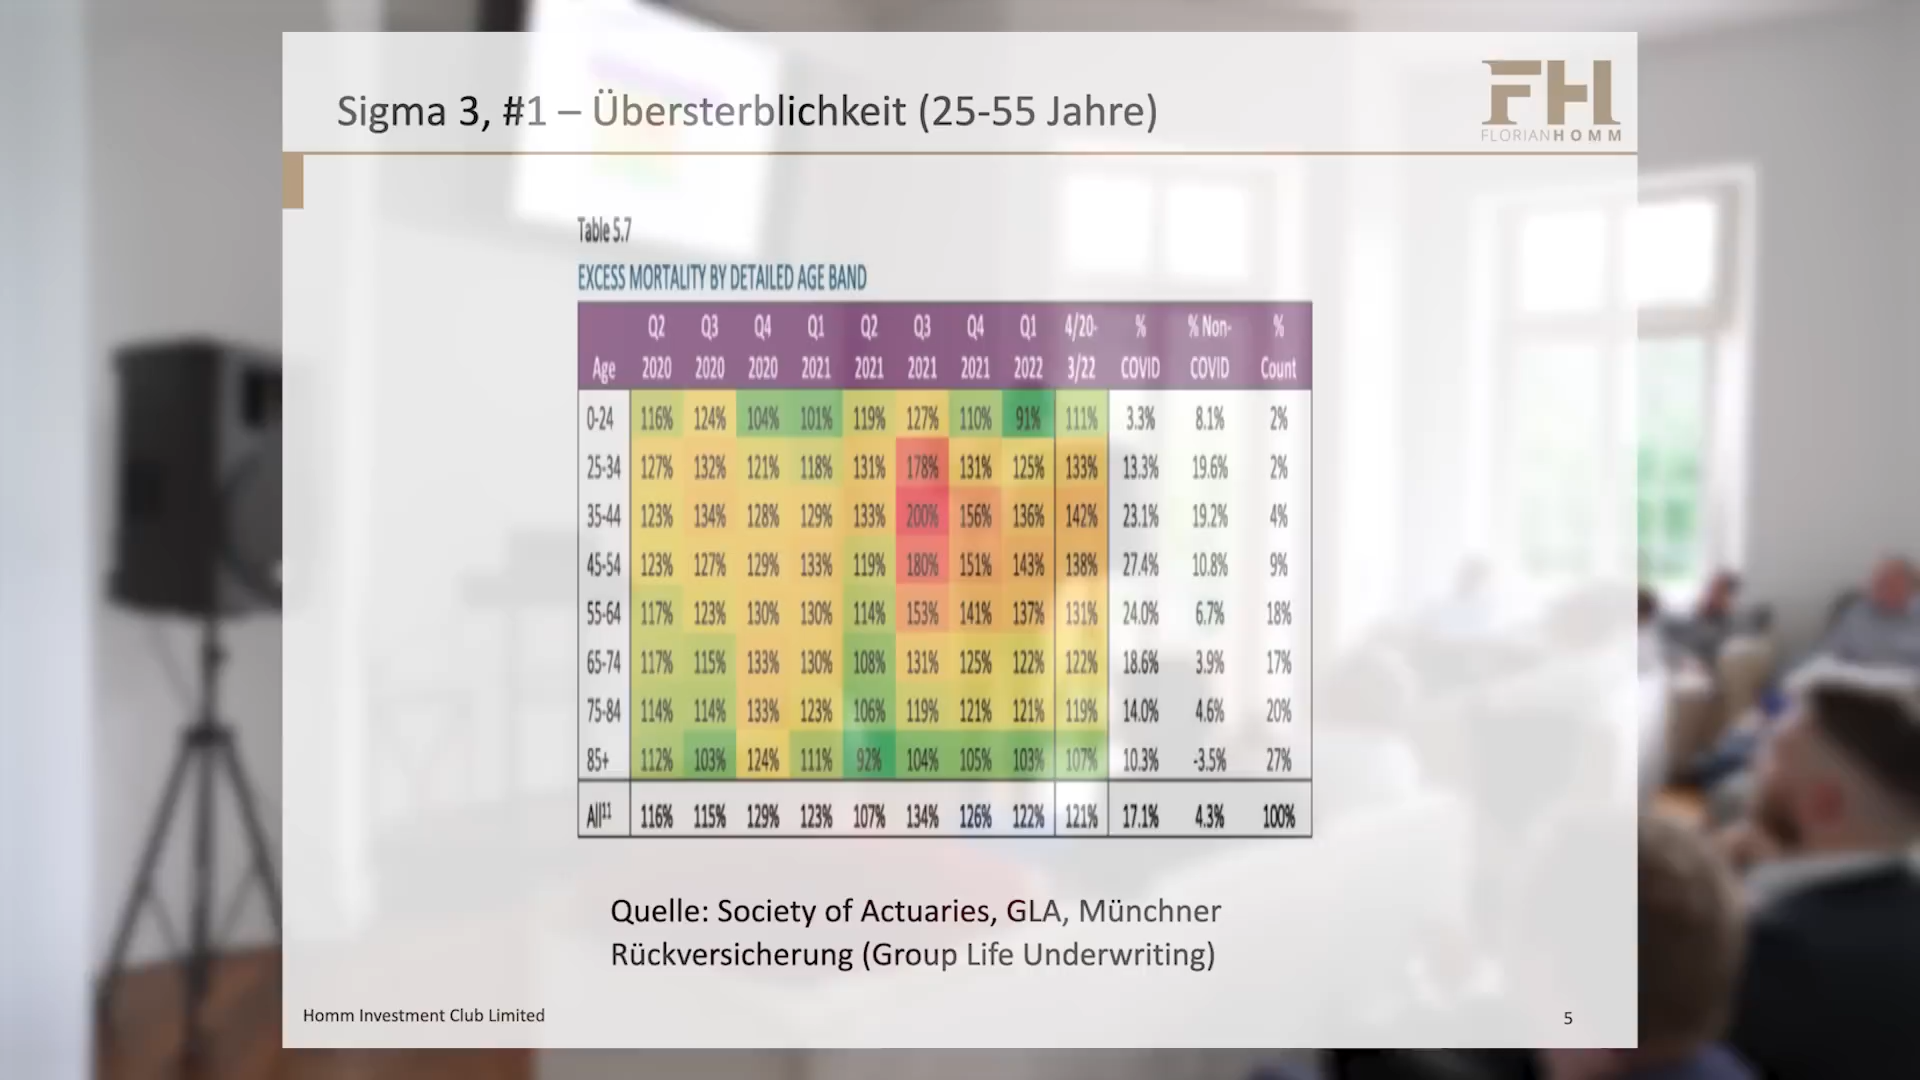 Sigma 3, #1 – Übersterblichkeit (25-55 Jahre)
FH
FLORIANHOMM
Table 5.7
EXCESS MORTALITY BY DETAILED AGE BAND
Age Q2 2020 Q3 2020 Q4 2020 Q1 2021 Q2 2021 Q3 2021 Q4 2021 Q1 2022 4/20-3/22 % COVID % Non-COVID % Count
0-24 116% 124% 104% 101% 119% 127% 110% 91% 111% 3.3% 8.1% 2%
25-34 127% 132% 121% 118% 131% 178% 131% 125% 133% 13.3% 19.6% 2%
35-44 123% 134% 128% 129% 133% 200% 156% 136% 142% 23.1% 19.2% 4%
45-54 123% 127% 129% 133% 119% 180% 151% 143% 138% 27.4% 10.8% 9%
55-64 117% 123% 130% 130% 114% 153% 141% 137% 131% 24.0% 6.7% 18%
65-74 117% 115% 133% 130% 108% 131% 125% 122% 122% 18.6% 3.9% 17%
75-84 114% 114% 133% 123% 106% 119% 121% 121% 119% 14.0% 4.6% 20%
85+ 112% 103% 124% 111% 92% 104% 105% 103% 107% 10.3% -3.5% 27%
All¹¹ 116% 115% 129% 123% 107% 134% 126% 122% 121% 17.1% 4.3% 100%
Quelle: Society of Actuaries, GLA, Münchner
Rückversicherung (Group Life Underwriting)
Homm Investment Club Limited
5